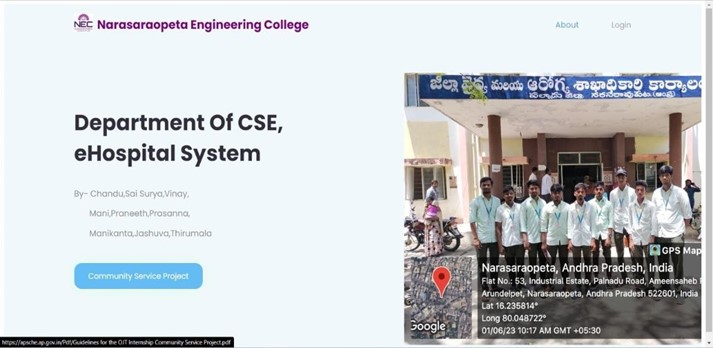 NEC
Narasaraopeta Engineering College
About
Login
Department Of CSE,
eHospital System
By- Chandu,Sai Surya,Vinay,
Mani,Praneeth,Prasanna,
Manikanta,Jashuva,Thirumala
Community Service Project
జిల్లా వైద్య మరియు ఆరోగ్య శాఖాధికారి కార్యాల
GPS Map
Narasaraopeta, Andhra Pradesh, India
Flat No.: 53, Industrial Estate, Palnadu Road, Ameensaheb
Arundelpet, Narasaraopeta, Andhra Pradesh 522601, India
Lat 16.235814°
Long 80.048722°
01/06/23 10:17 AM GMT +05:30
Google
https://apsche.ap.gov.in/Pdf/Guidelines for the OJT Internship Community Service Project.pdf